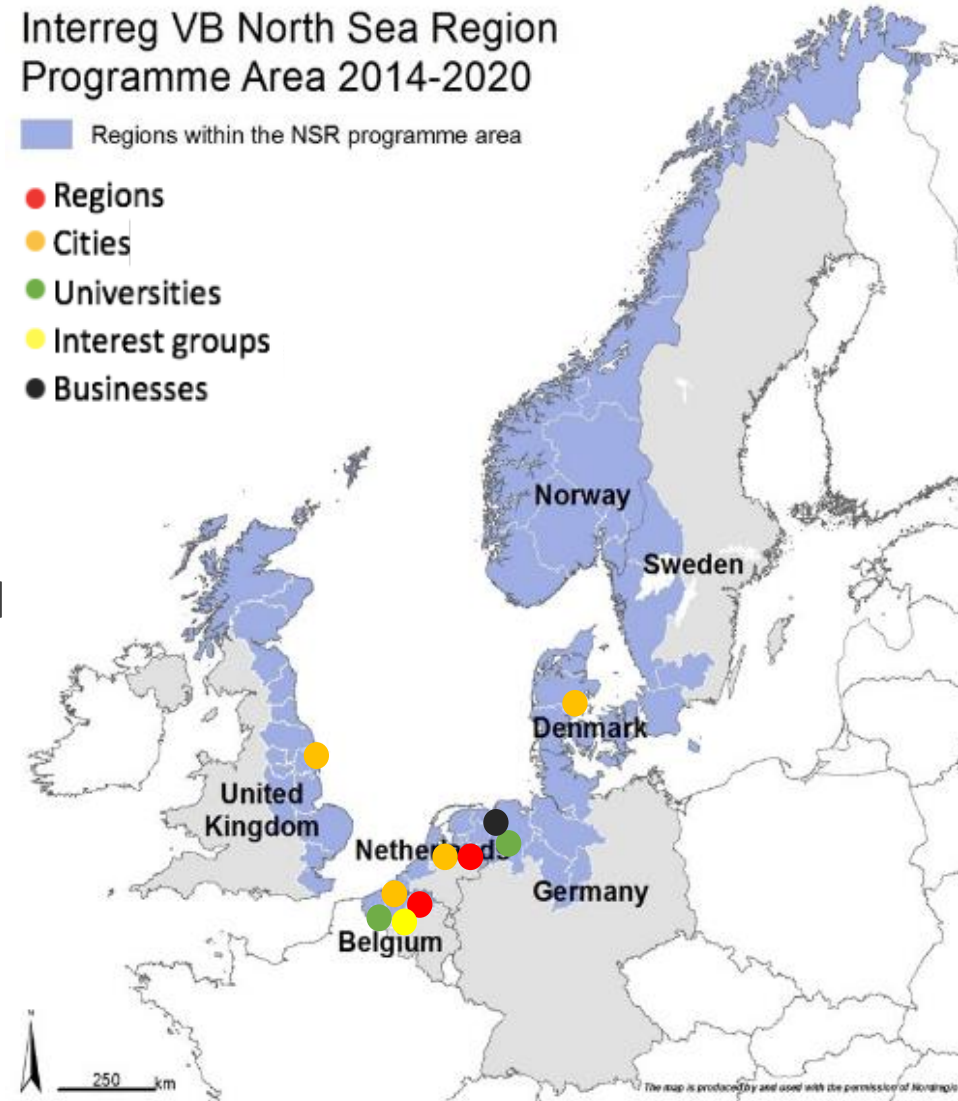 Interreg VB North Sea Region
Programme Area 2014-2020
Regions within the NSR programme area
Regions
Cities
Universities
Interest groups
Businesses
Norway
Sweden
Denmark
United
Kingdom
Netherlands
Germany
Belgium
N
250 km
The map is produced by and used with the permission of Nordregio